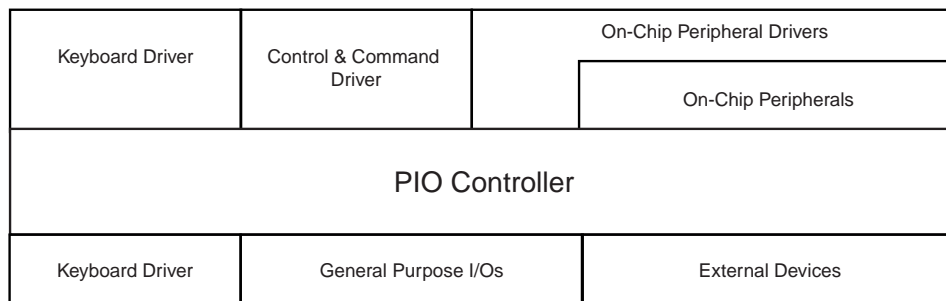 Keyboard Driver
Control & Command
Driver
On-Chip Peripheral Drivers
On-Chip Peripherals
PIO Controller
Keyboard Driver
General Purpose I/Os
External Devices